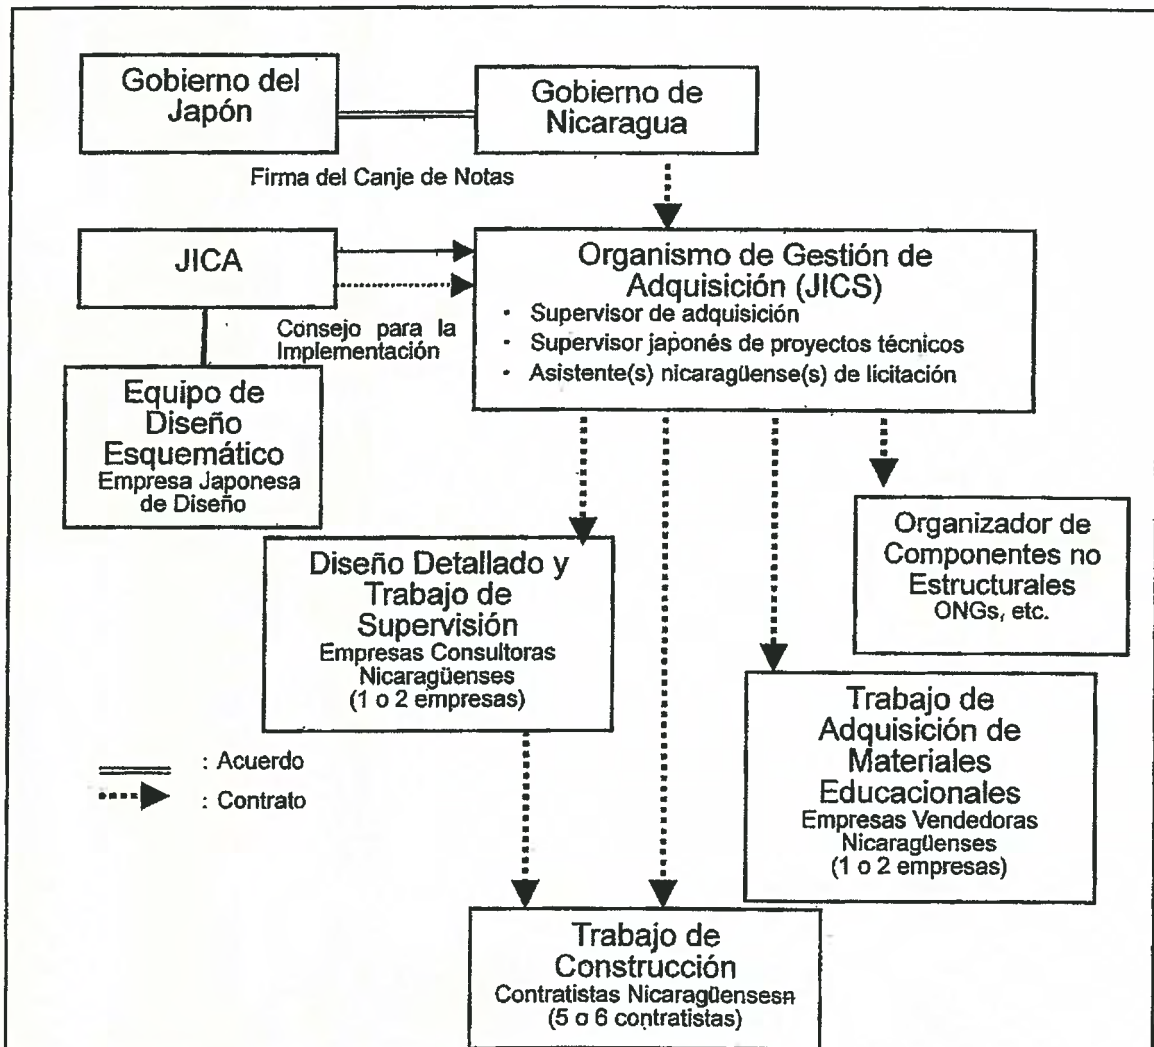 Gobierno del
Japón
Gobierno de
Nicaragua
Firma del Canje de Notas
JICA
Organismo de Gestión de
Adquisición (JICS)
· Supervisor de adquisición
· Supervisor japonés de proyectos técnicos
· Asistente(s) nicaragüense(s) de licitación
Consejo para la
Implementación
Equipo de
Diseño
Esquemático
Empresa Japonesa
de Diseño
Organizador de
Componentes no
Estructurales
ONGs, etc.
Diseño Detallado y
Trabajo de
Supervisión
Empresas Consultoras
Nicaragüenses
(1 o 2 empresas)
Trabajo de
Adquisición de
Materiales
Educacionales
Empresas Vendedoras
Nicaragüenses
(1 o 2 empresas)
: Acuerdo
: Contrato
Trabajo de
Construcción
Contratistas Nicaragüensesn
(5 o 6 contratistas)